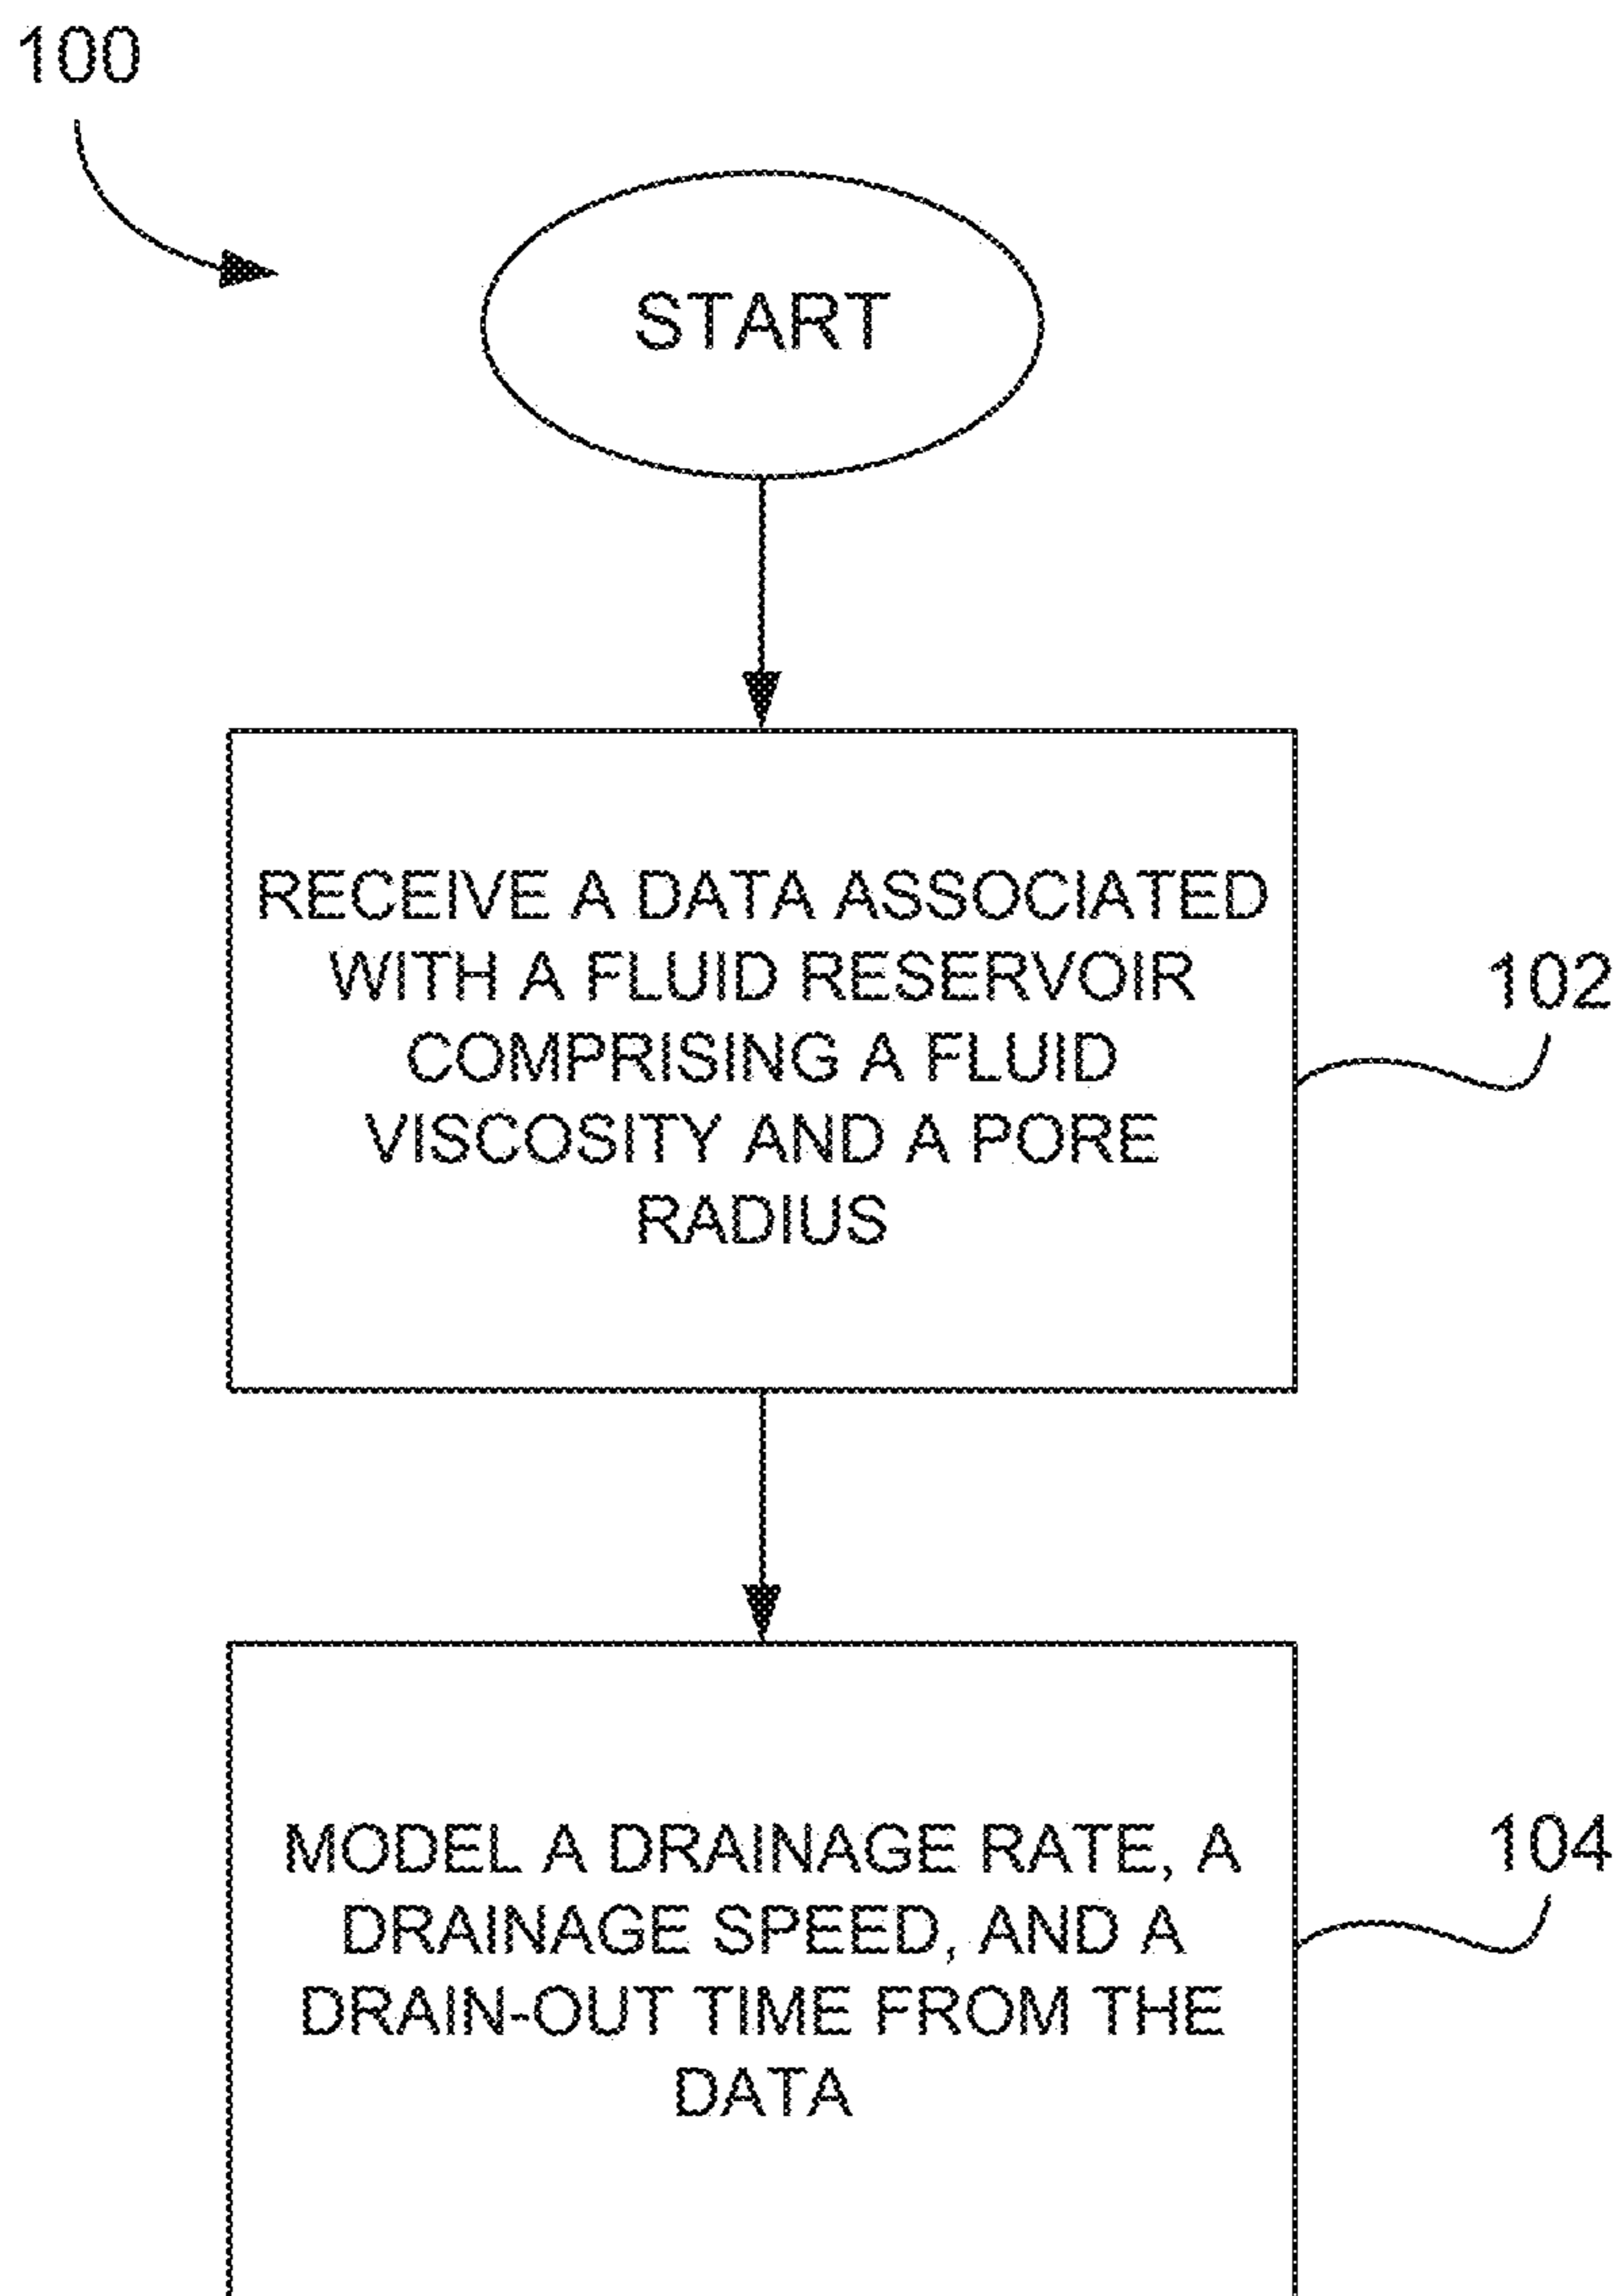 100
START
RECEIVE A DATA ASSOCIATED
WITH A FLUID RESERVOIR
COMPRISING A FLUID
VISCOSITY AND A PORE
RADIUS
102
MODEL A DRAINAGE RATE, A
DRAINAGE SPEED, AND A
DRAIN-OUT TIME FROM THE
DATA
104